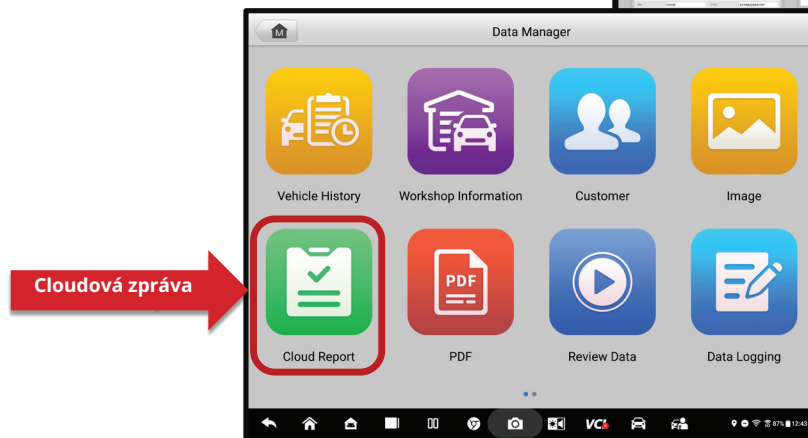 M
Data Manager
Vehicle History
Workshop Information
Customer
Image
Cloudová zpráva
PDF
Cloud Report
PDF
Review Data
Data Logging
VCI
87%
12:43